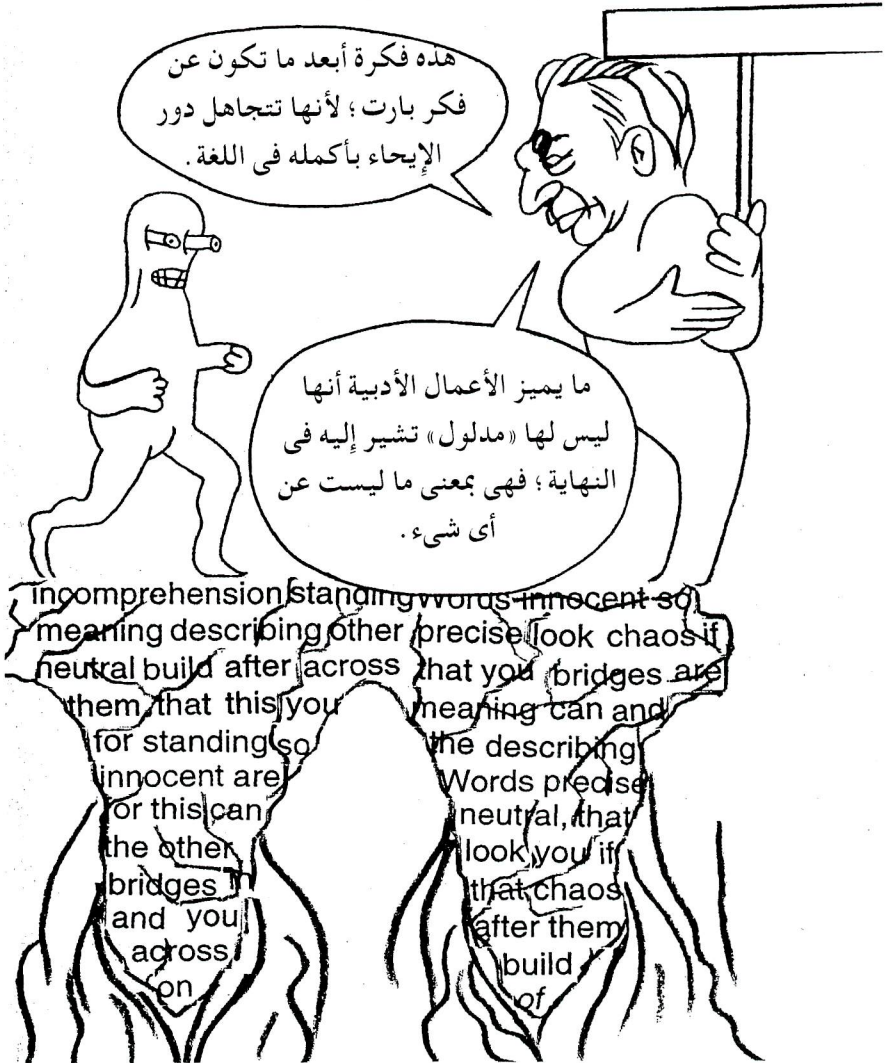 هذه فكرة أبعد ما تكون عن
فكر بارت ؛ لأنها تتجاهل دور
الإيحاء بأكمله فى اللغة .
ما يميز الأعمال الأدبية أنها
ليس لها «مدلول» تشير إليه فى
النهاية ؛ فهى بمعنى ما ليست عن
أى شىء .
incomprehension standing Words innocent so
meaning describing other precise look chaos if
neutral build after across that you bridges are
them, that this you meaning can and
for standing so the describing
innocent are Words precise
or this can neutral, that
the other look you if
bridges that chaos
and you after them
across build
on of